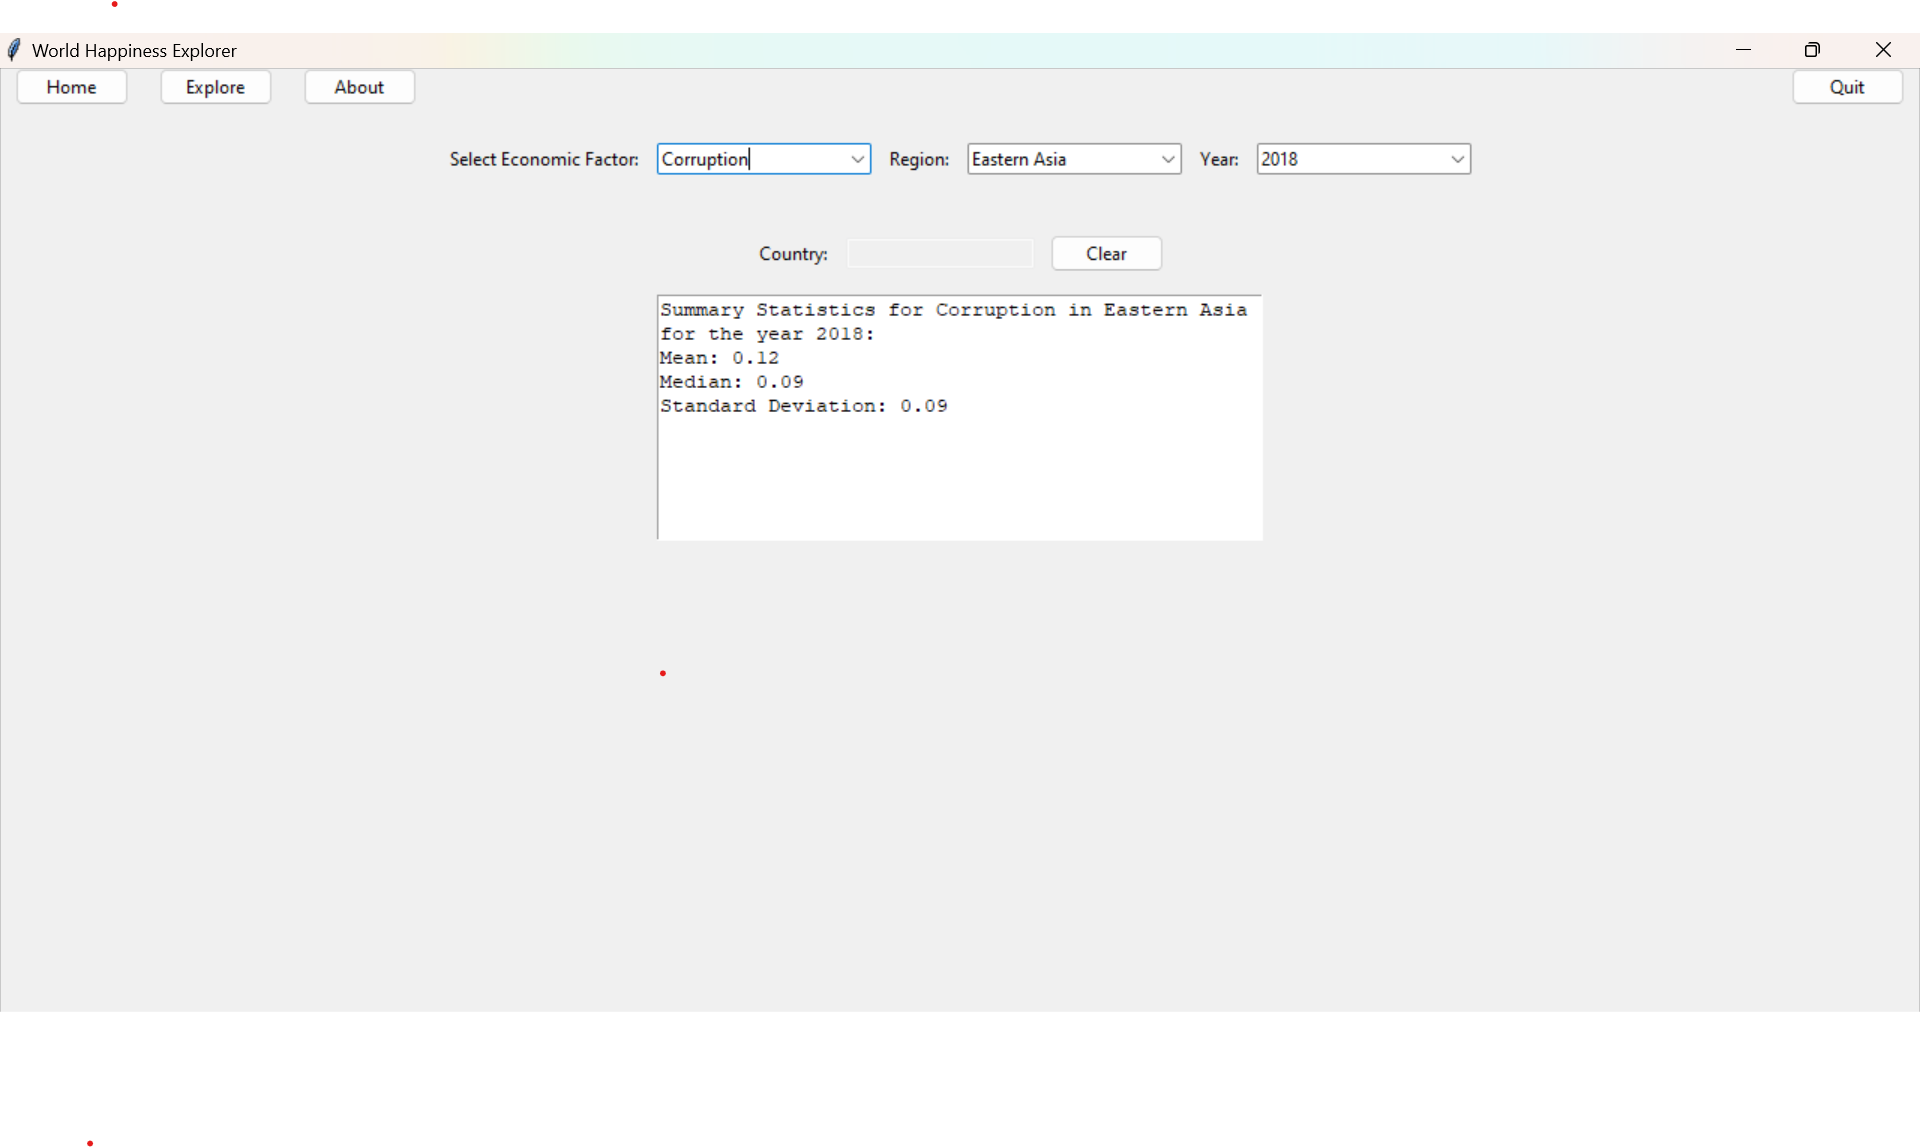 World Happiness Explorer
Home Explore About Quit
Select Economic Factor: Corruption Region: Eastern Asia Year: 2018
Country: Clear
Summary Statistics for Corruption in Eastern Asia
for the year 2018:
Mean: 0.12
Median: 0.09
Standard Deviation: 0.09